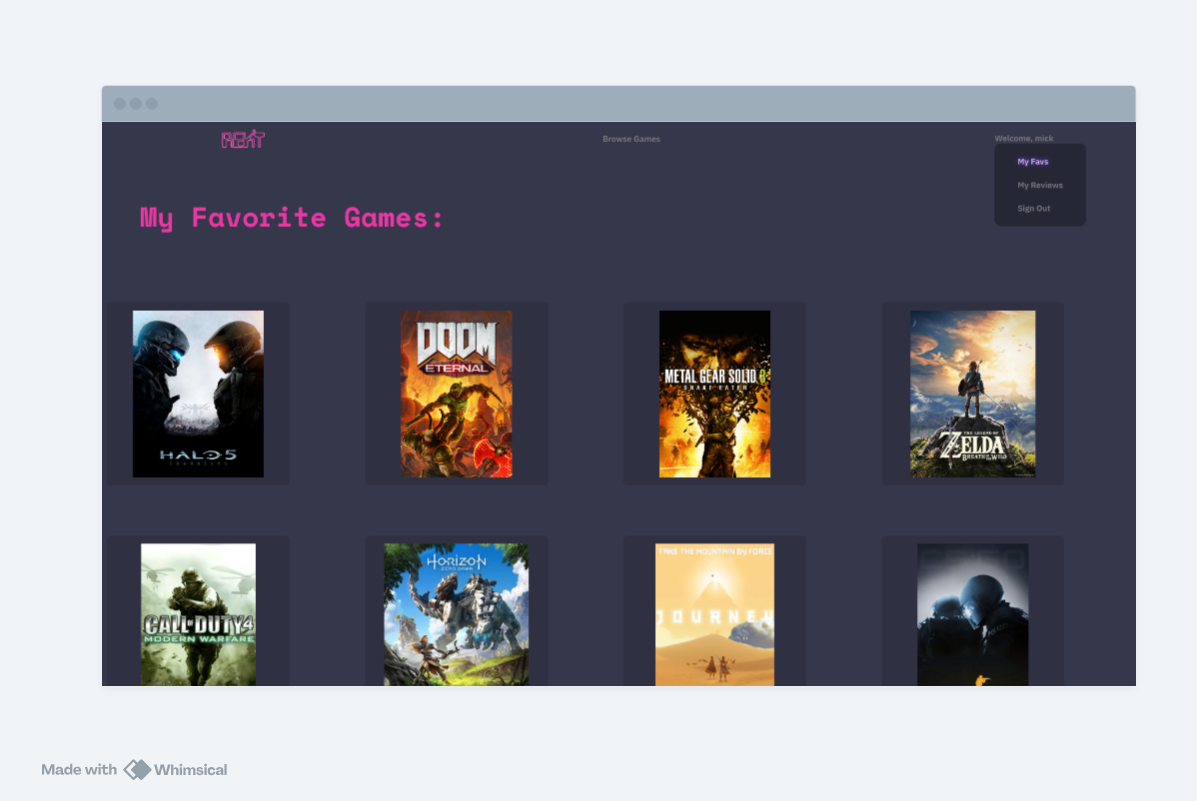 Browse Games
Welcome, mick
My Favs
My Reviews
Sign Out
My Favorite Games:
HALO 5
GUARDIANS
DOOM
ETERNAL
METAL GEAR SOLID 3
SNAKE EATER
THE LEGEND OF
ZELDA
BREATH OF THE WILD
CALL OF DUTY 4
MODERN WARFARE
HORIZON
ZERO DAWN
TAKE THE MOUNTAIN BY FORCE
JOURNEY
Made with Whimsical